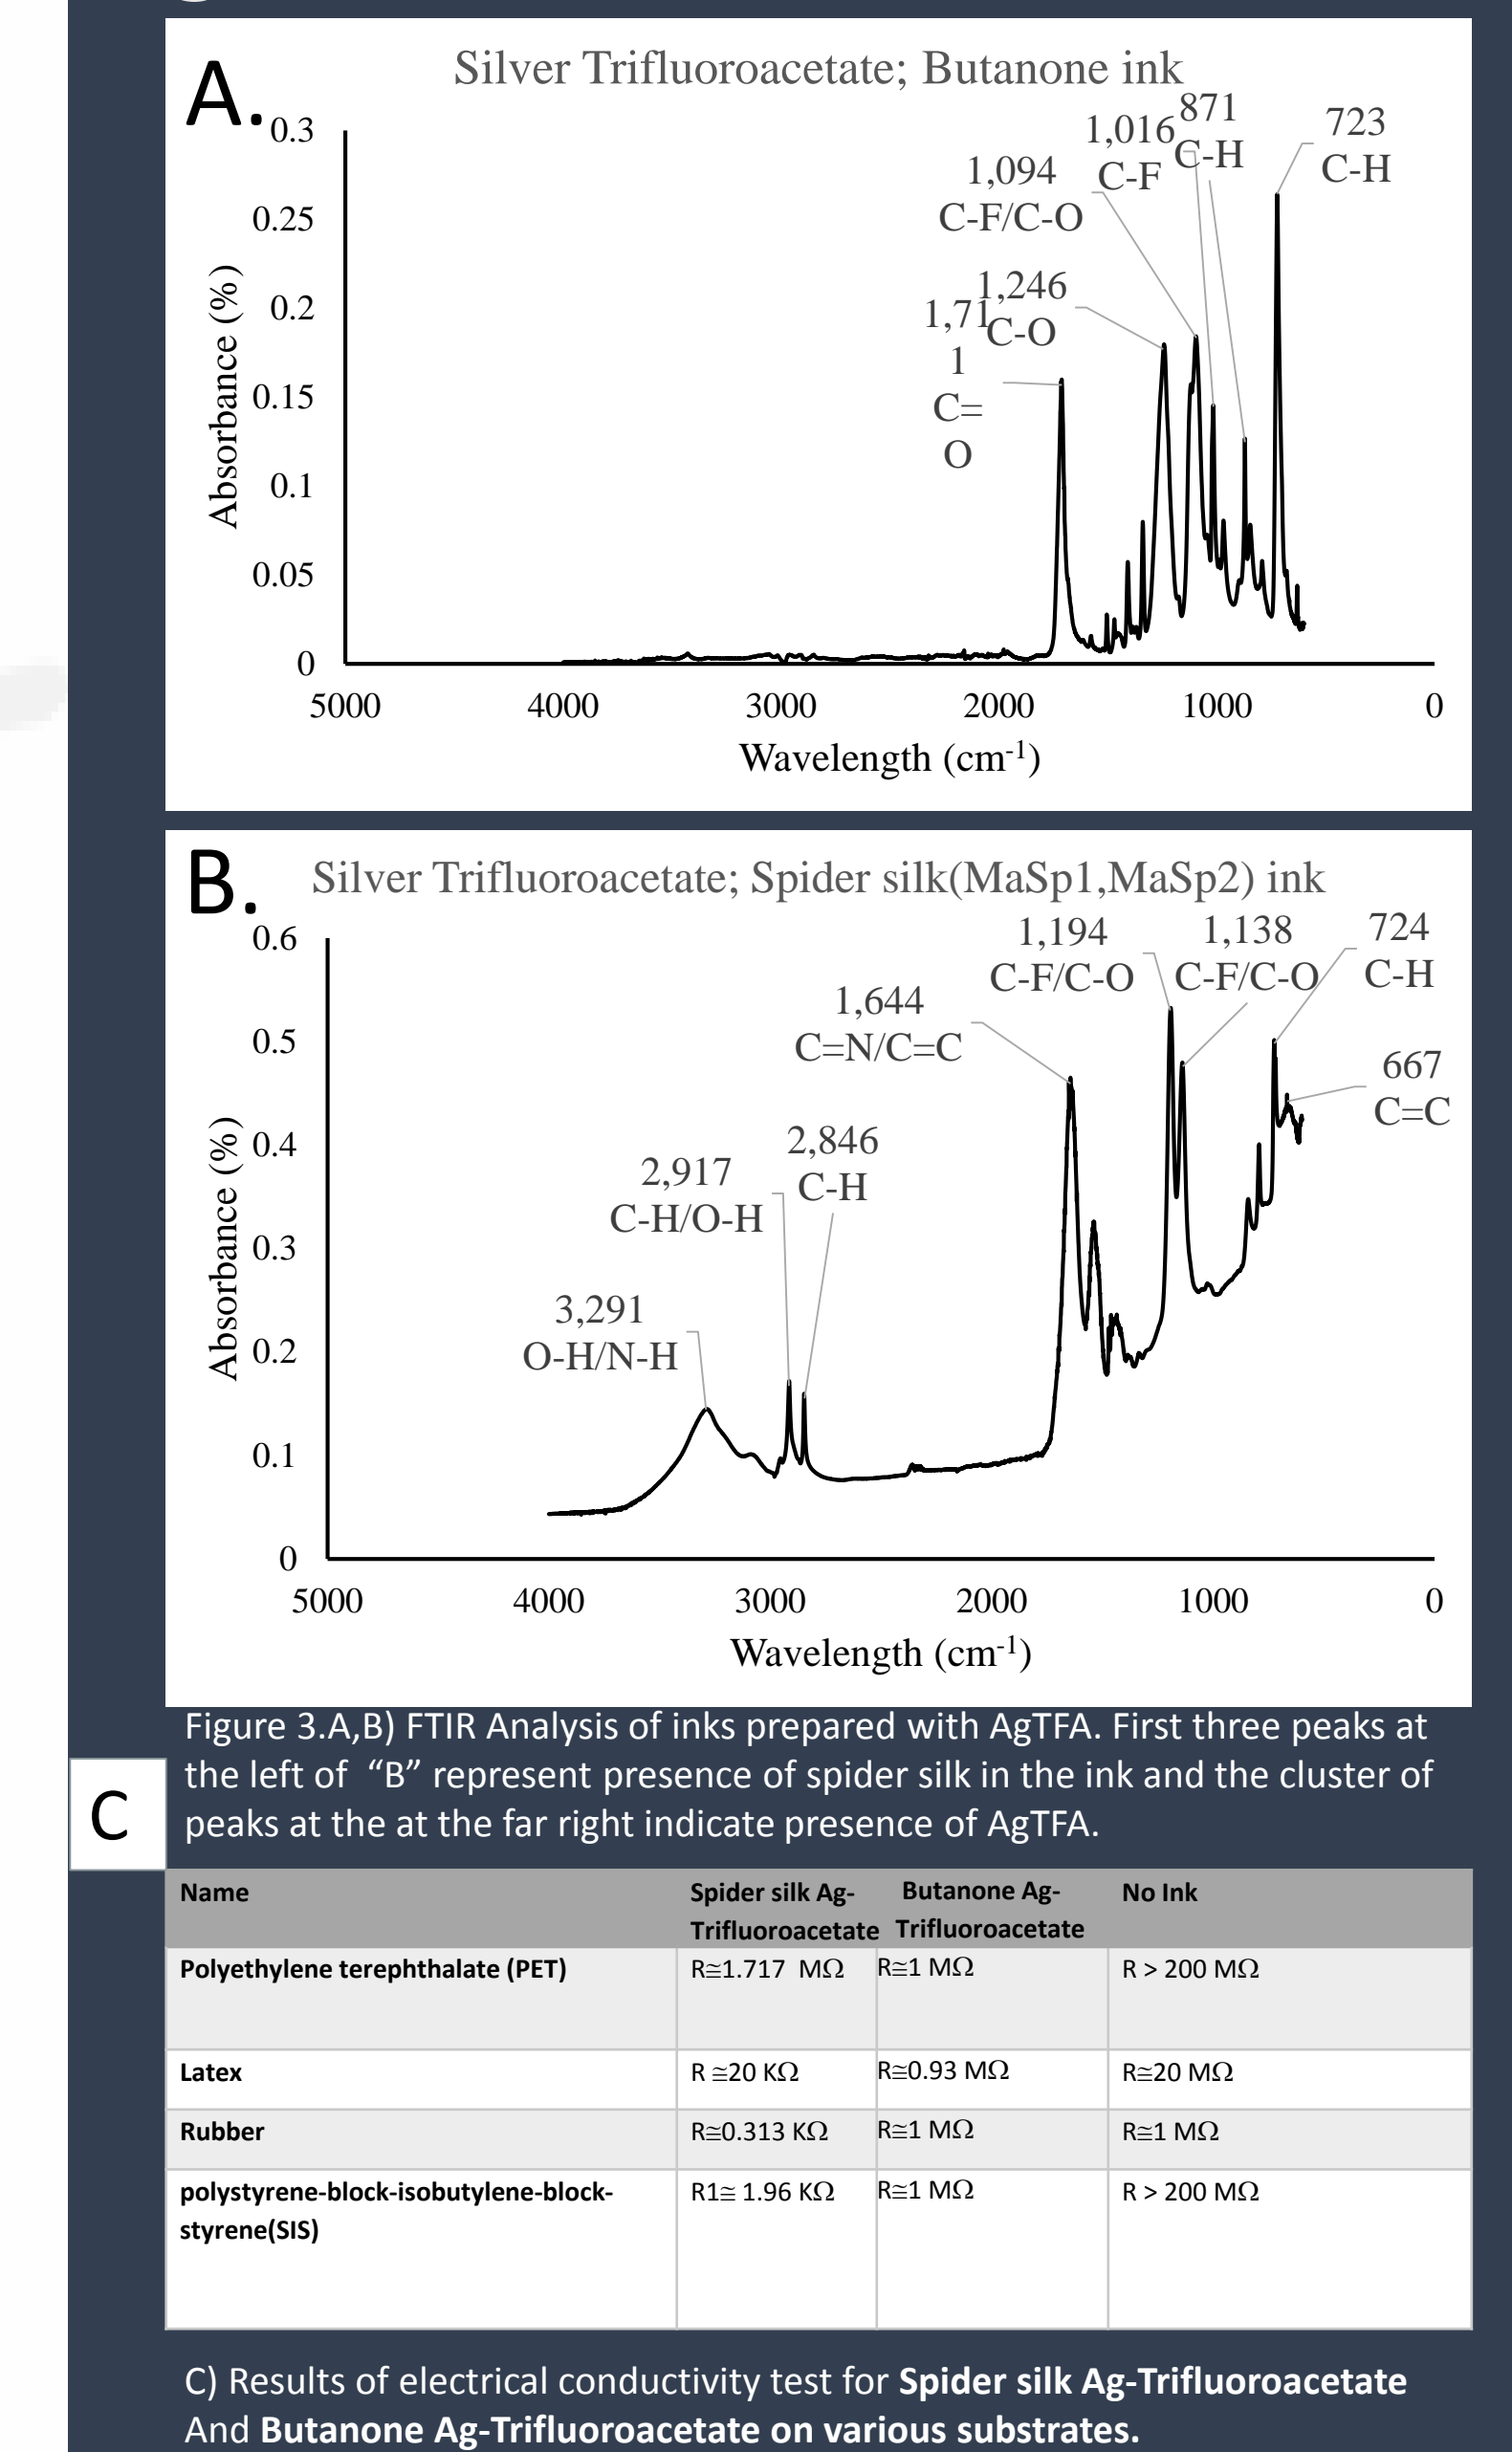 A.
Silver Trifluoroacetate; Butanone ink
1,016
C-F
871
C-H
723
C-H
1,094
C-F/C-O
1,246
C-O
1,71
1
C=
O
Absorbance (%)
0.3
0.25
0.2
0.15
0.1
0.05
0
5000 4000 3000 2000 1000 0
Wavelength (cm-1)
B.
Silver Trifluoroacetate; Spider silk(MaSp1,MaSp2) ink
1,194
C-F/C-O
1,138
C-F/C-O
724
C-H
1,644
C=N/C=C
667
C=C
2,846
C-H
2,917
C-H/O-H
3,291
O-H/N-H
Absorbance (%)
0.6
0.5
0.4
0.3
0.2
0.1
0
5000 4000 3000 2000 1000 0
Wavelength (cm-1)
Figure 3.A,B) FTIR Analysis of inks prepared with AgTFA. First three peaks at
the left of “B” represent presence of spider silk in the ink and the cluster of
peaks at the at the far right indicate presence of AgTFA.
C
Name Spider silk Ag- Butanone Ag- No Ink
Trifluoroacetate Trifluoroacetate
Polyethylene terephthalate (PET) R≅1.717 MΩ R≅1 MΩ R > 200 MΩ
Latex R ≅20 KΩ R≅0.93 MΩ R≅20 MΩ
Rubber R≅0.313 KΩ R≅1 MΩ R≅1 MΩ
polystyrene-block-isobutylene-block- R1≅ 1.96 KΩ R≅1 MΩ R > 200 MΩ
styrene(SIS)
C) Results of electrical conductivity test for Spider silk Ag-Trifluoroacetate
And Butanone Ag-Trifluoroacetate on various substrates.